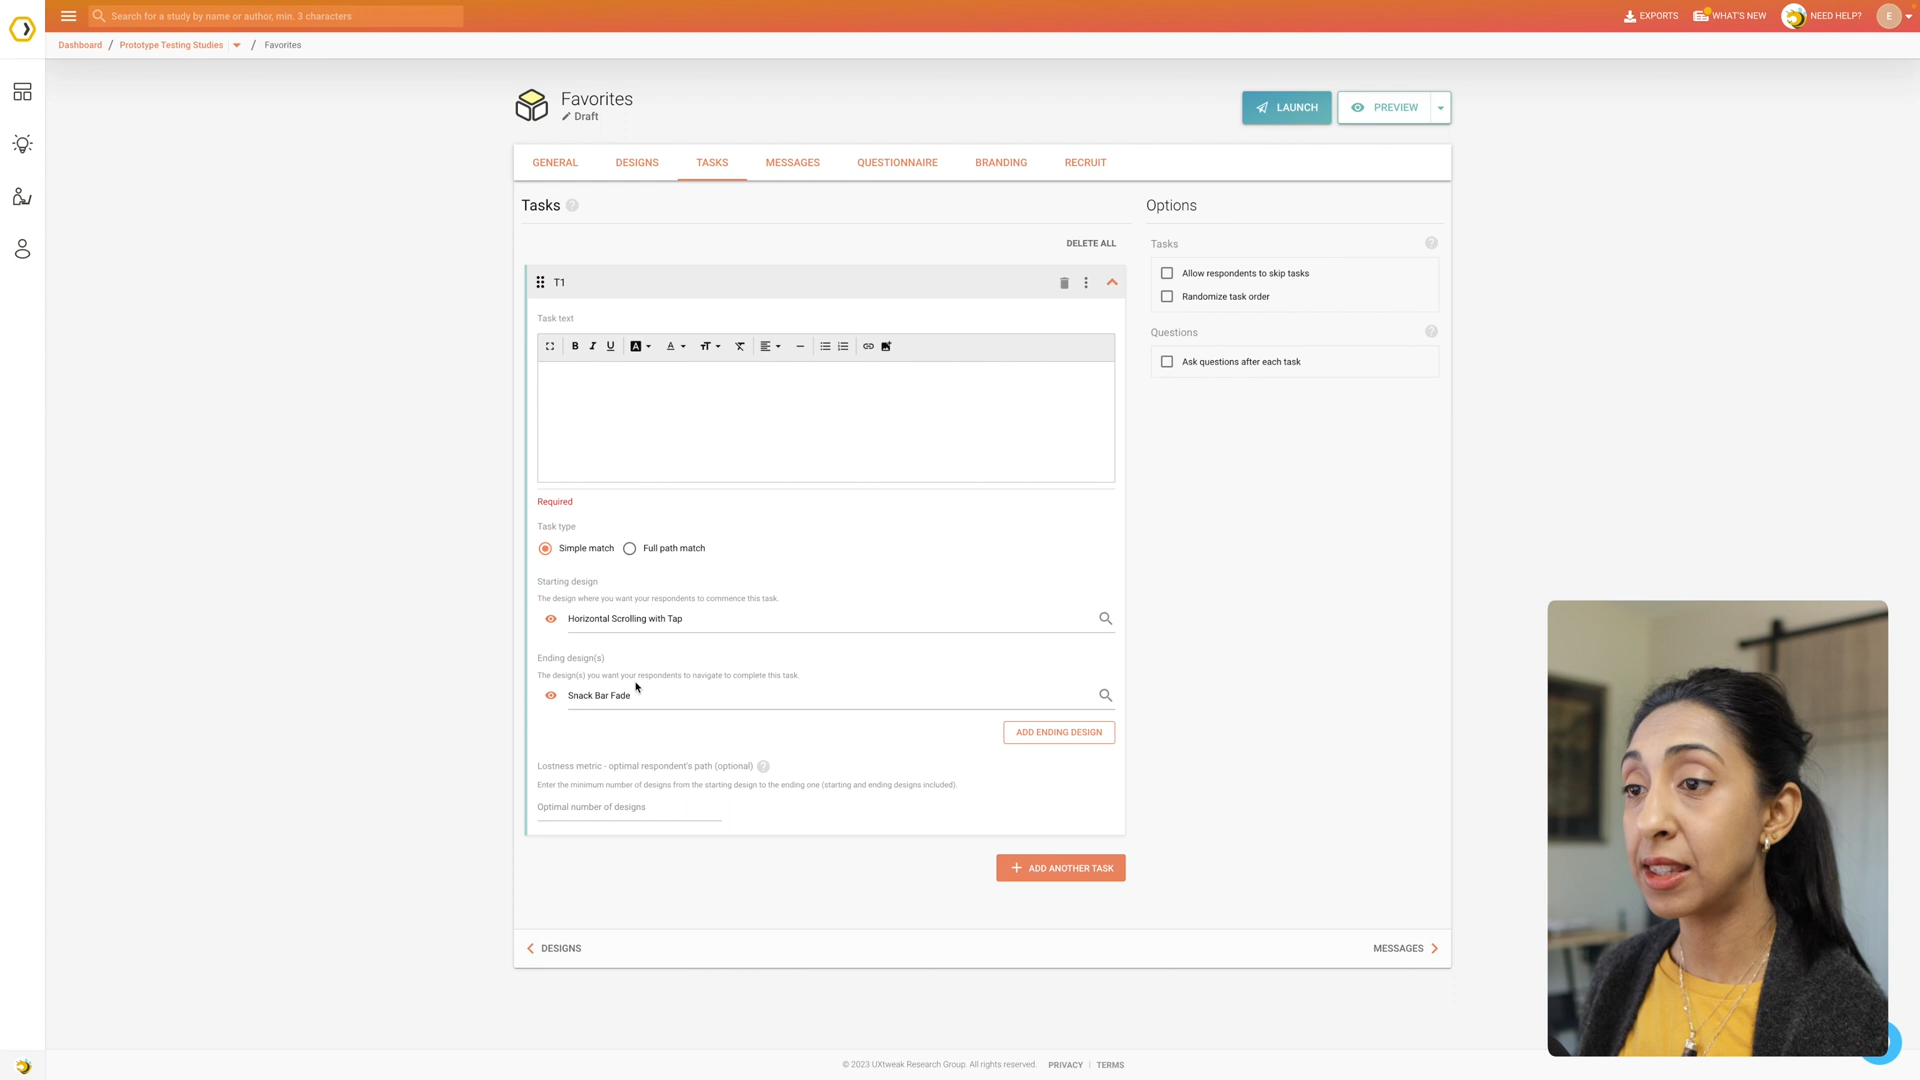 Search for a study by name or author, min. 3 characters
EXPORTS
WHAT'S NEW
NEED HELP?
E
Dashboard / Prototype Testing Studies / Favorites
Favorites
Draft
LAUNCH
PREVIEW
GENERAL
DESIGNS
TASKS
MESSAGES
QUESTIONNAIRE
BRANDING
RECRUIT
Tasks ?
DELETE ALL
T1
Task text
B I U A A
Required
Task type
Simple match
Full path match
Starting design
The design where you want your respondents to commence this task.
Horizontal Scrolling with Tap
Ending design(s)
The design(s) you want your respondents to navigate to complete this task.
Snack Bar Fade
ADD ENDING DESIGN
Lostness metric - optimal respondent's path (optional) ?
Enter the minimum number of designs from the starting design to the ending one (starting and ending designs included).
Optimal number of designs
+ ADD ANOTHER TASK
Options
Tasks ?
Allow respondents to skip tasks
Randomize task order
Questions ?
Ask questions after each task
DESIGNS
MESSAGES
© 2023 UXtweak Research Group. All rights reserved. PRIVACY | TERMS